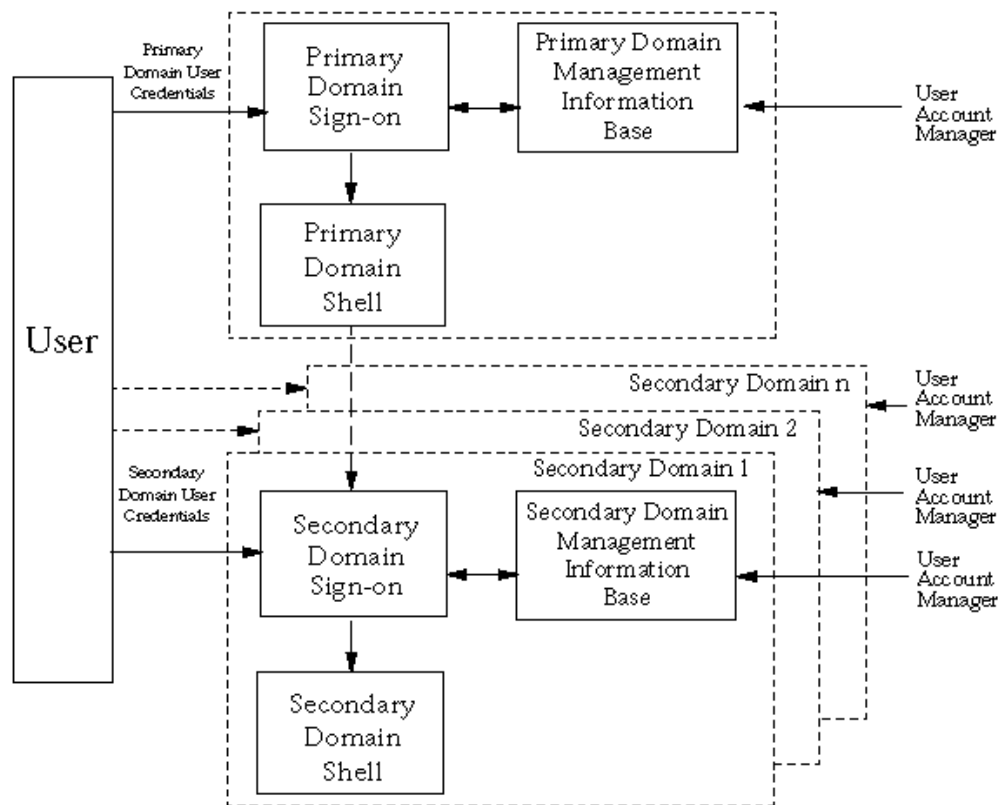 Primary
Domain User
Credentials
Primary
Domain
Sign-on
Primary Domain
Management
Information
Base
User
Account
Manager
Primary
Domain
Shell
User
Secondary Domain n
User
Account
Manager
Secondary Domain 2
Secondary Domain 1
Secondary
Domain User
Credentials
Secondary
Domain
Sign-on
Secondary Domain
Management
Information
Base
User
Account
Manager
User
Account
Manager
Secondary
Domain
Shell